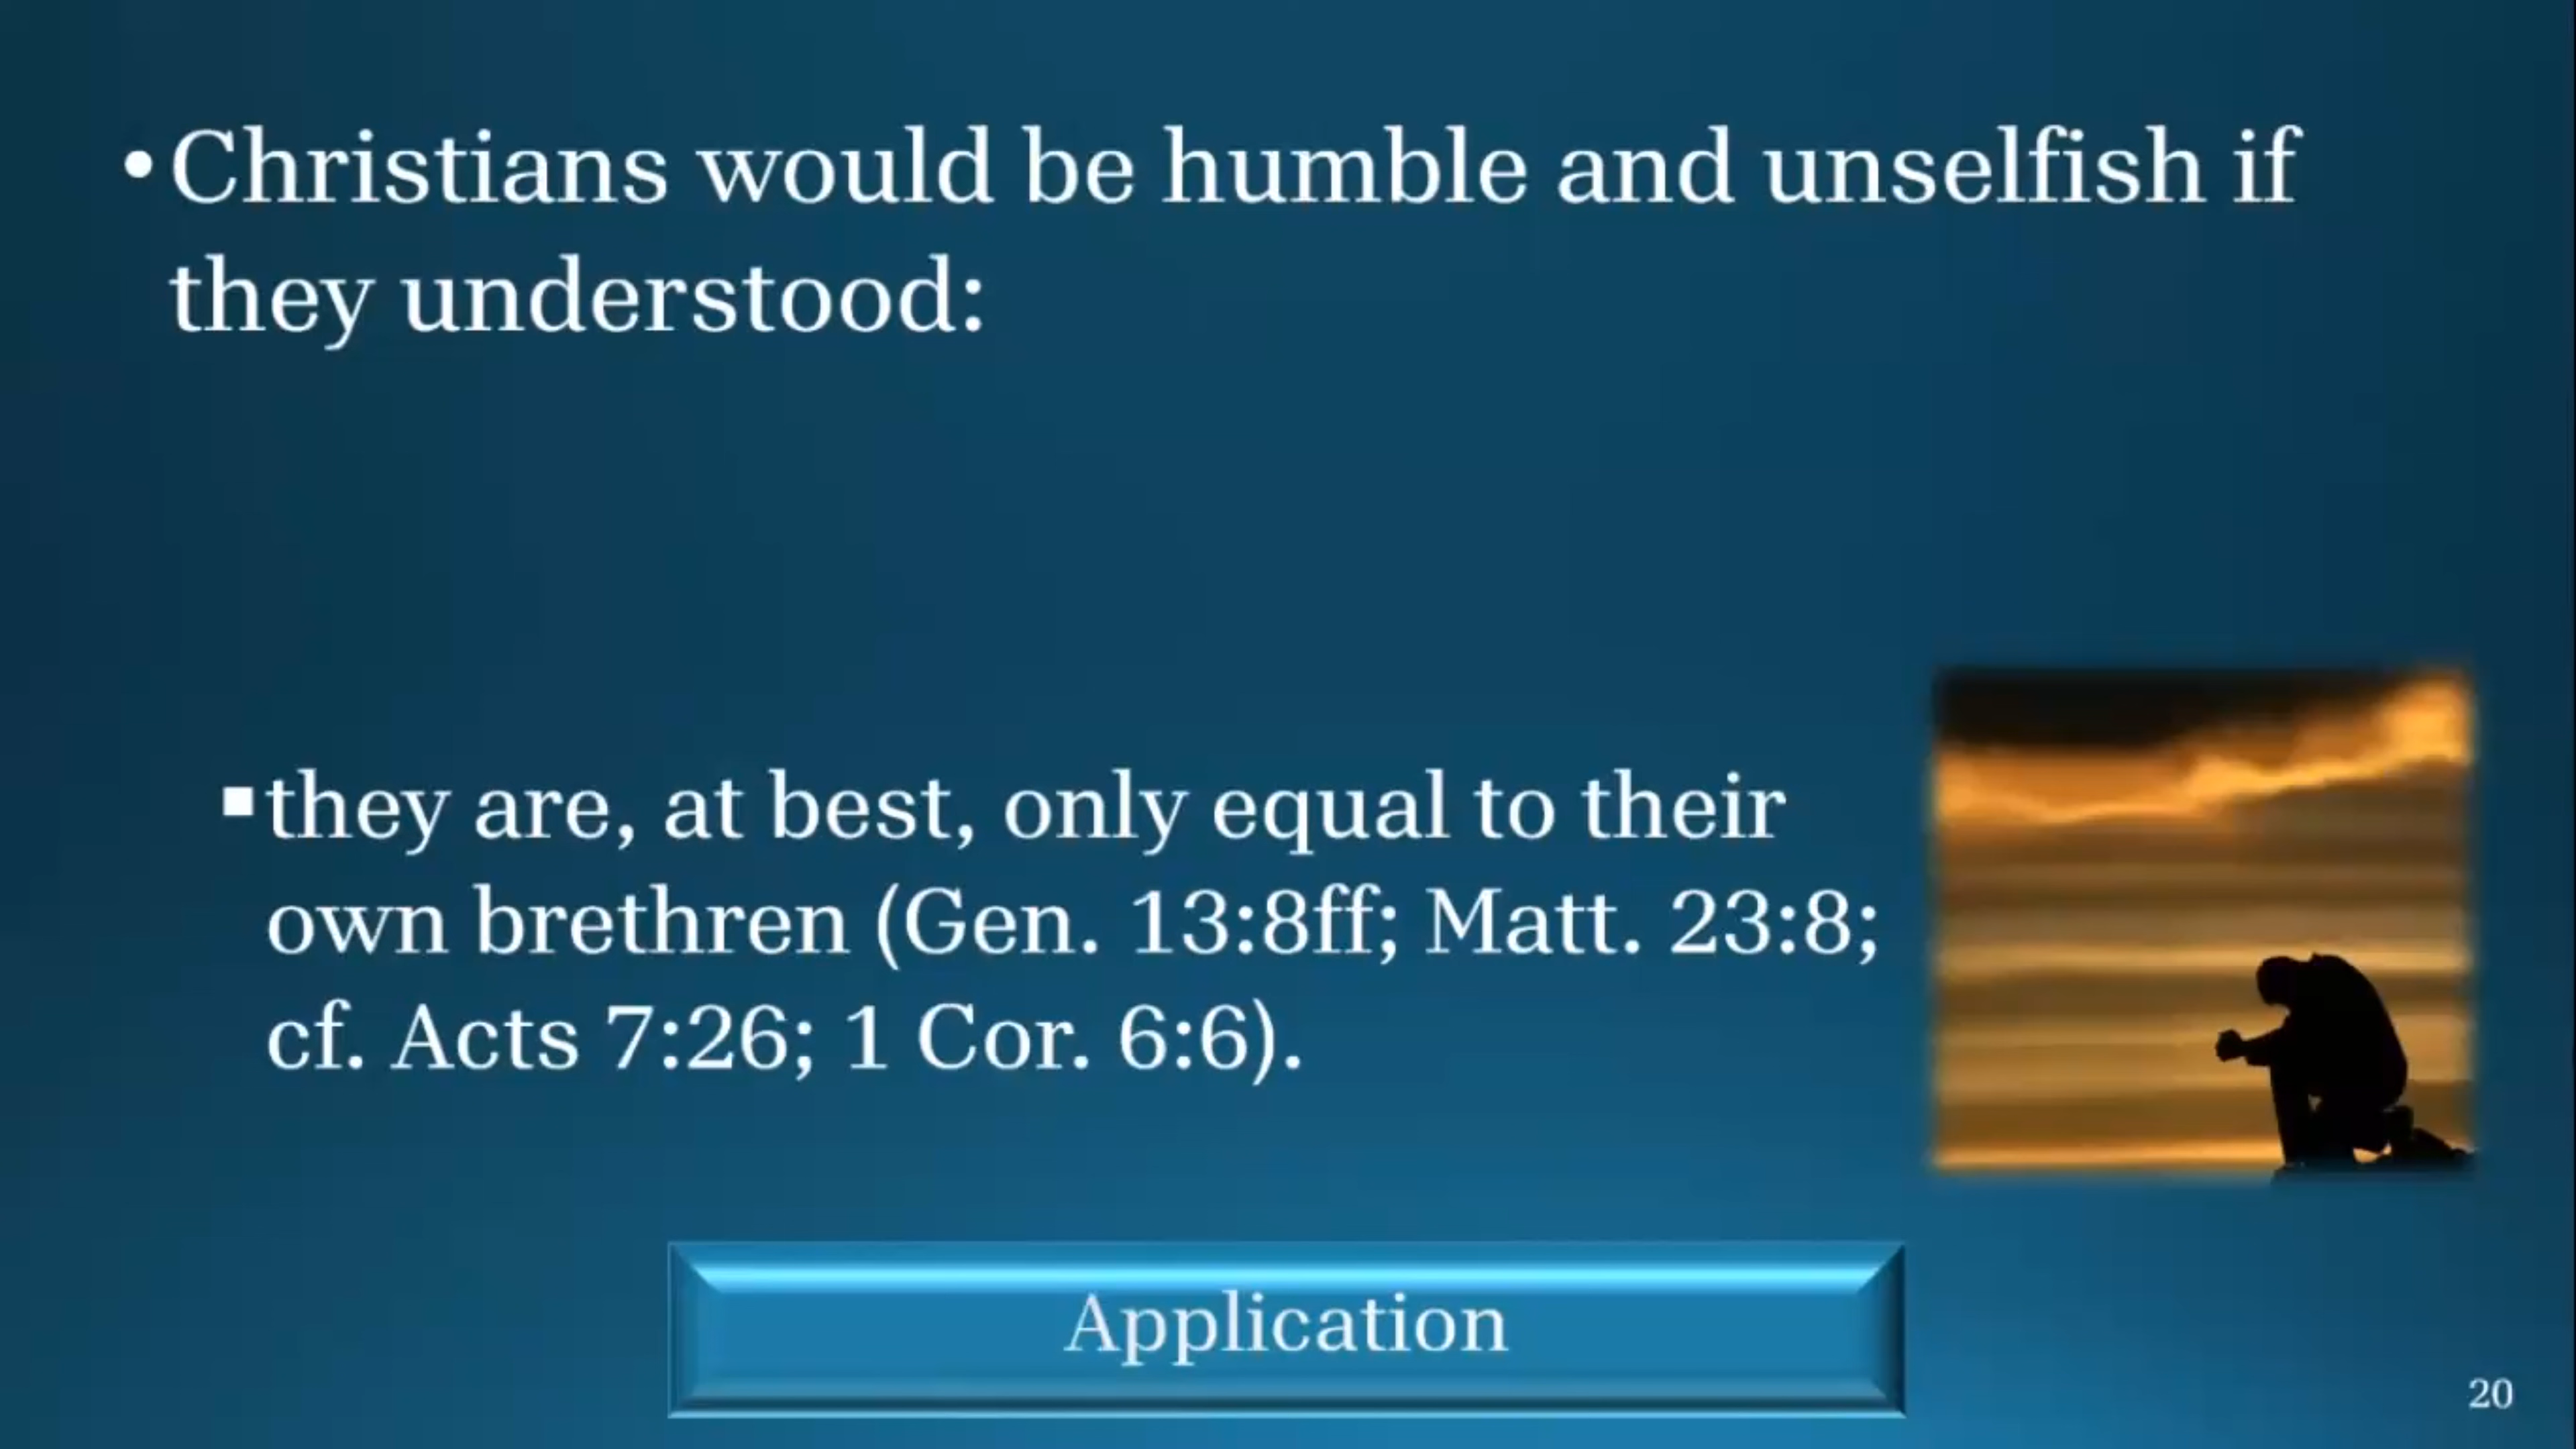 •Christians would be humble and unselfish if
they understood:
▪they are, at best, only equal to their
own brethren (Gen. 13:8ff; Matt. 23:8;
cf. Acts 7:26; 1 Cor. 6:6).
Application
20